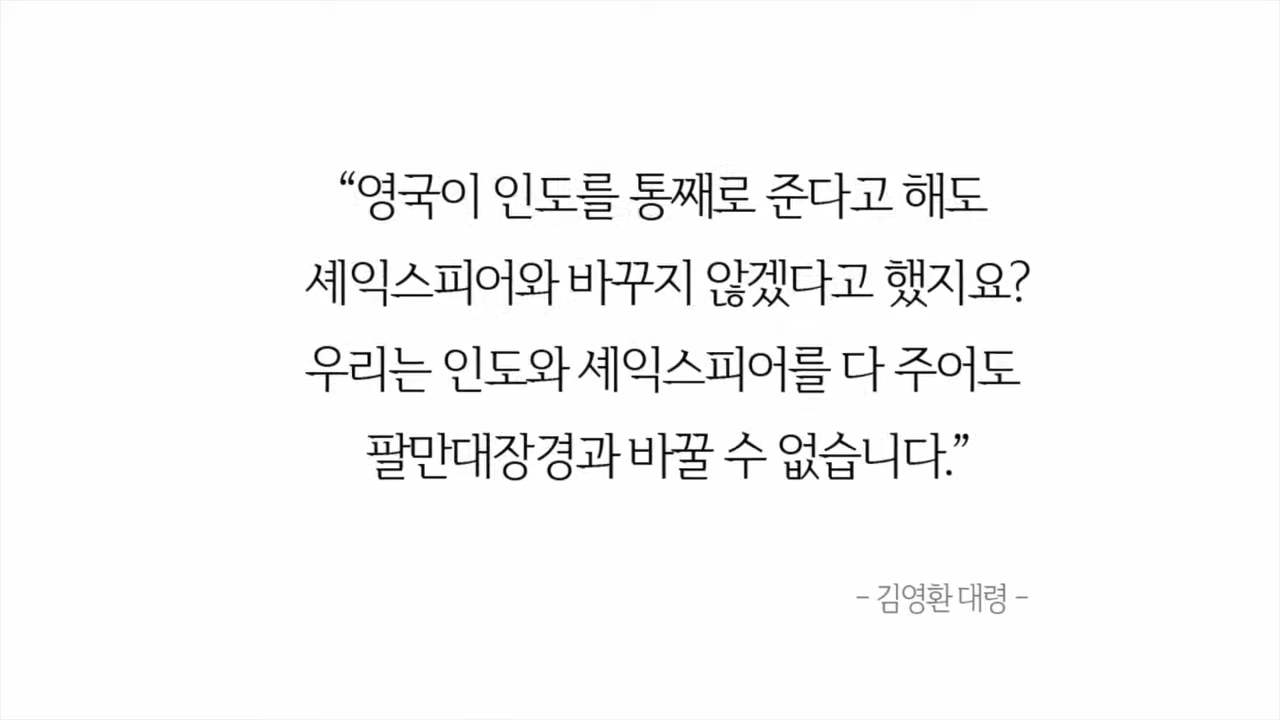 “영국이 인도를 통째로 준다고 해도
셰익스피어와 바꾸지 않겠다고 했지요?
우리는 인도와 셰익스피어를 다 주어도
팔만대장경과 바꿀 수 없습니다.”
- 김영환 대령 -